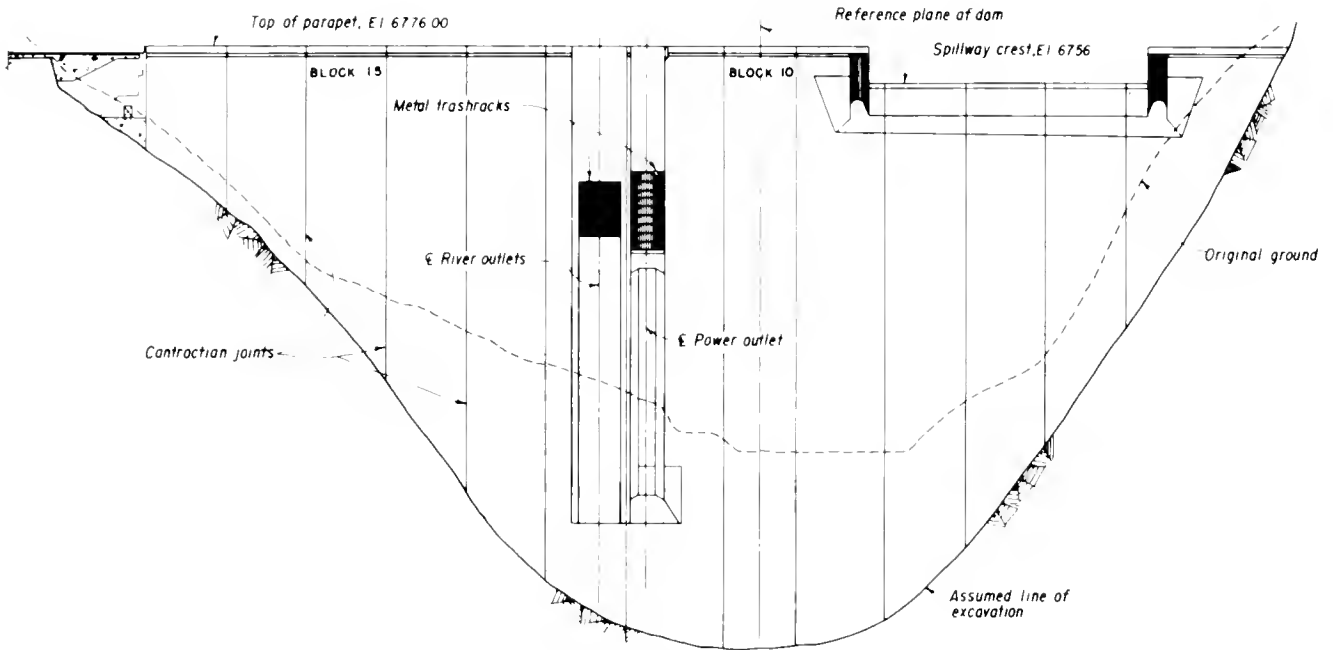 Top of parapet, El 6776.00
Reference plane of dam
Spillway crest, El 6756
BLOCK 15
BLOCK 10
Metal trashracks
℄ River outlets
Original ground
℄ Power outlet
Contraction joints
Assumed line of
excavation